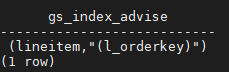 gs_index_advise
----------------------------
(lineitem,"(l_orderkey)")
(1 row)